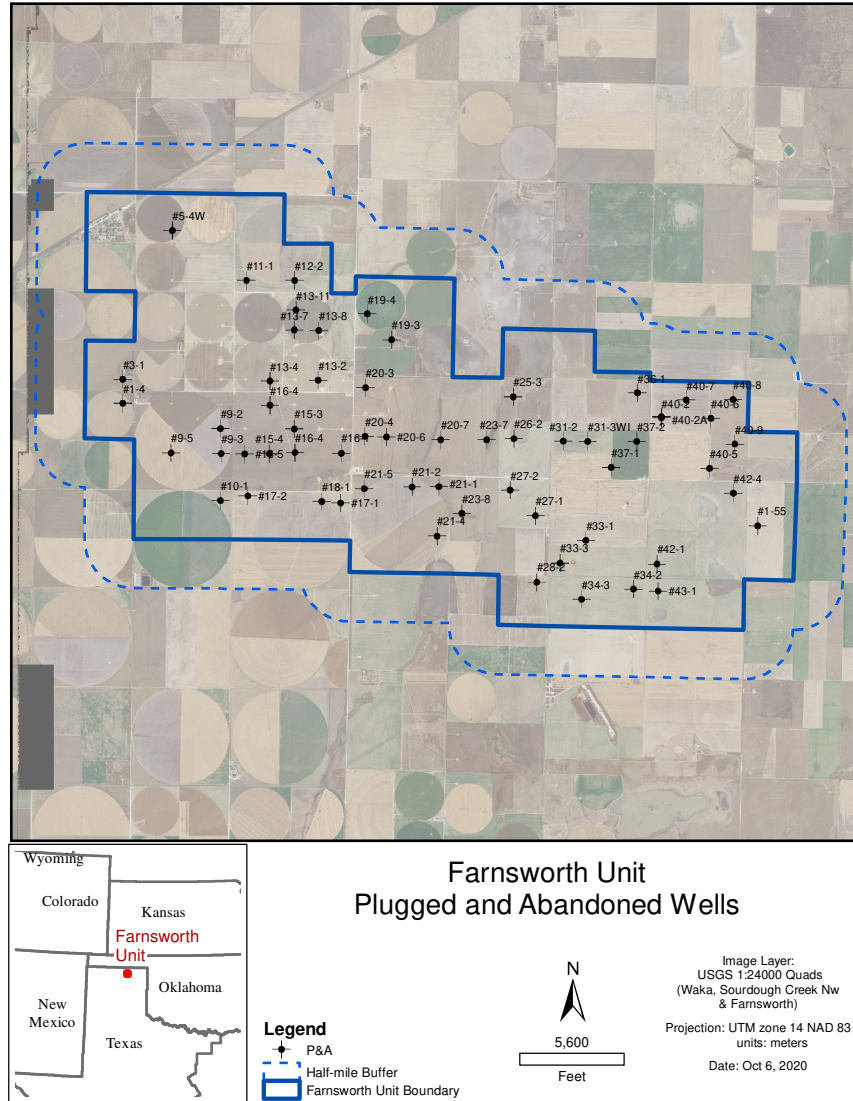 #5-4W
#11-1
#12-2
#13-11
#19-4
#13-7
#13-8
#19-3
#3-1
#13-4
#13-2
#20-3
#1-4
#16-4
#25-3
#36-1
#40-7
#40-8
#40-2
#40-6
#40-2A
#9-2
#15-3
#20-4
#20-6
#20-7
#23-7
#26-2
#31-2
#31-3WI
#37-2
#40-9
#9-5
#9-3
#15-4
#16-4
#37-1
#40-5
#10-1
#17-2
#18-1
#17-1
#21-5
#21-2
#21-1
#27-2
#42-4
#23-8
#27-1
#1-55
#21-4
#33-1
#33-3
#42-1
#28-2
#34-3
#34-2
#43-1
Wyoming
Colorado
Kansas
Farnsworth
Unit
Oklahoma
New
Mexico
Texas
Farnsworth Unit
Plugged and Abandoned Wells
Legend
P&A
Half-mile Buffer
Farnsworth Unit Boundary
N
5,600
Feet
Image Layer:
USGS 1:24000 Quads
(Waka, Sourdough Creek Nw
& Farnsworth)
Projection: UTM zone 14 NAD 83
units: meters
Date: Oct 6, 2020